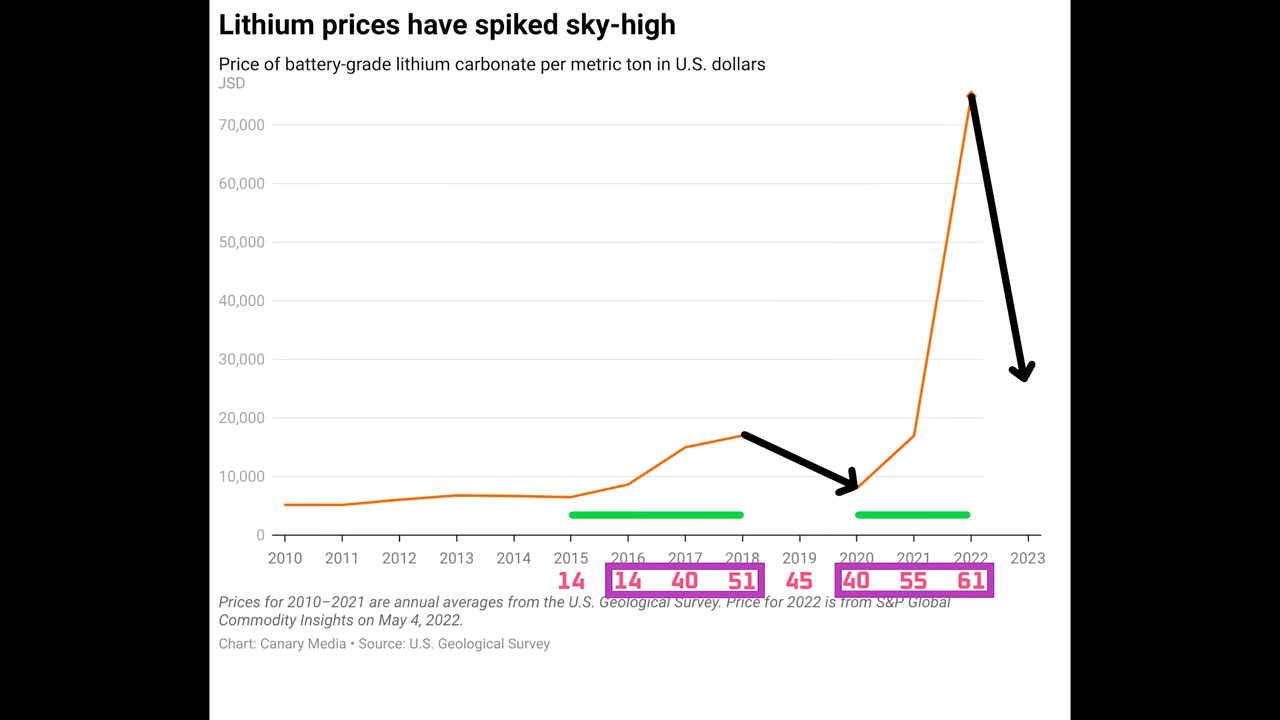 Lithium prices have spiked sky-high
Price of battery-grade lithium carbonate per metric ton in U.S. dollars
JSD
70,000
60,000
50,000
40,000
30,000
20,000
10,000
0
2010 2011 2012 2013 2014 2015 2016 2017 2018 2019 2020 2021 2022 2023
14 14 40 51 45 40 55 61
Prices for 2010–2021 are annual averages from the U.S. Geological Survey. Price for 2022 is from S&P Global
Commodity Insights on May 4, 2022.
Chart: Canary Media • Source: U.S. Geological Survey